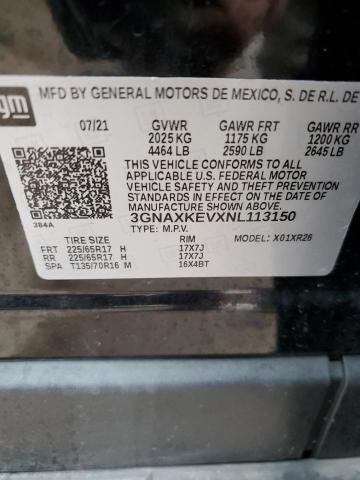 gm
MFD BY GENERAL MOTORS DE MEXICO, S. DE R.L. DE
07/21 GVWR GAWR FRT GAWR RR
2025 KG 1175 KG 1200 KG
4464 LB 2590 LB 2645 LB
THIS VEHICLE CONFORMS TO ALL
APPLICABLE U.S. FEDERAL MOTOR
VEHICLE SAFETY AND THEFT PREVENTION
STANDARDS IN EFFECT ON THE DATE OF
MANUFACTURE SHOWN ABOVE.
384A 3GNAXKEVXNL113150
TYPE: M.P.V. MODEL: X01XR26
TIRE SIZE RIM
FRT 225/65R17 H 17X7J
RR 225/65R17 H 17X7J
SPA T135/70R16 M 16X4BT